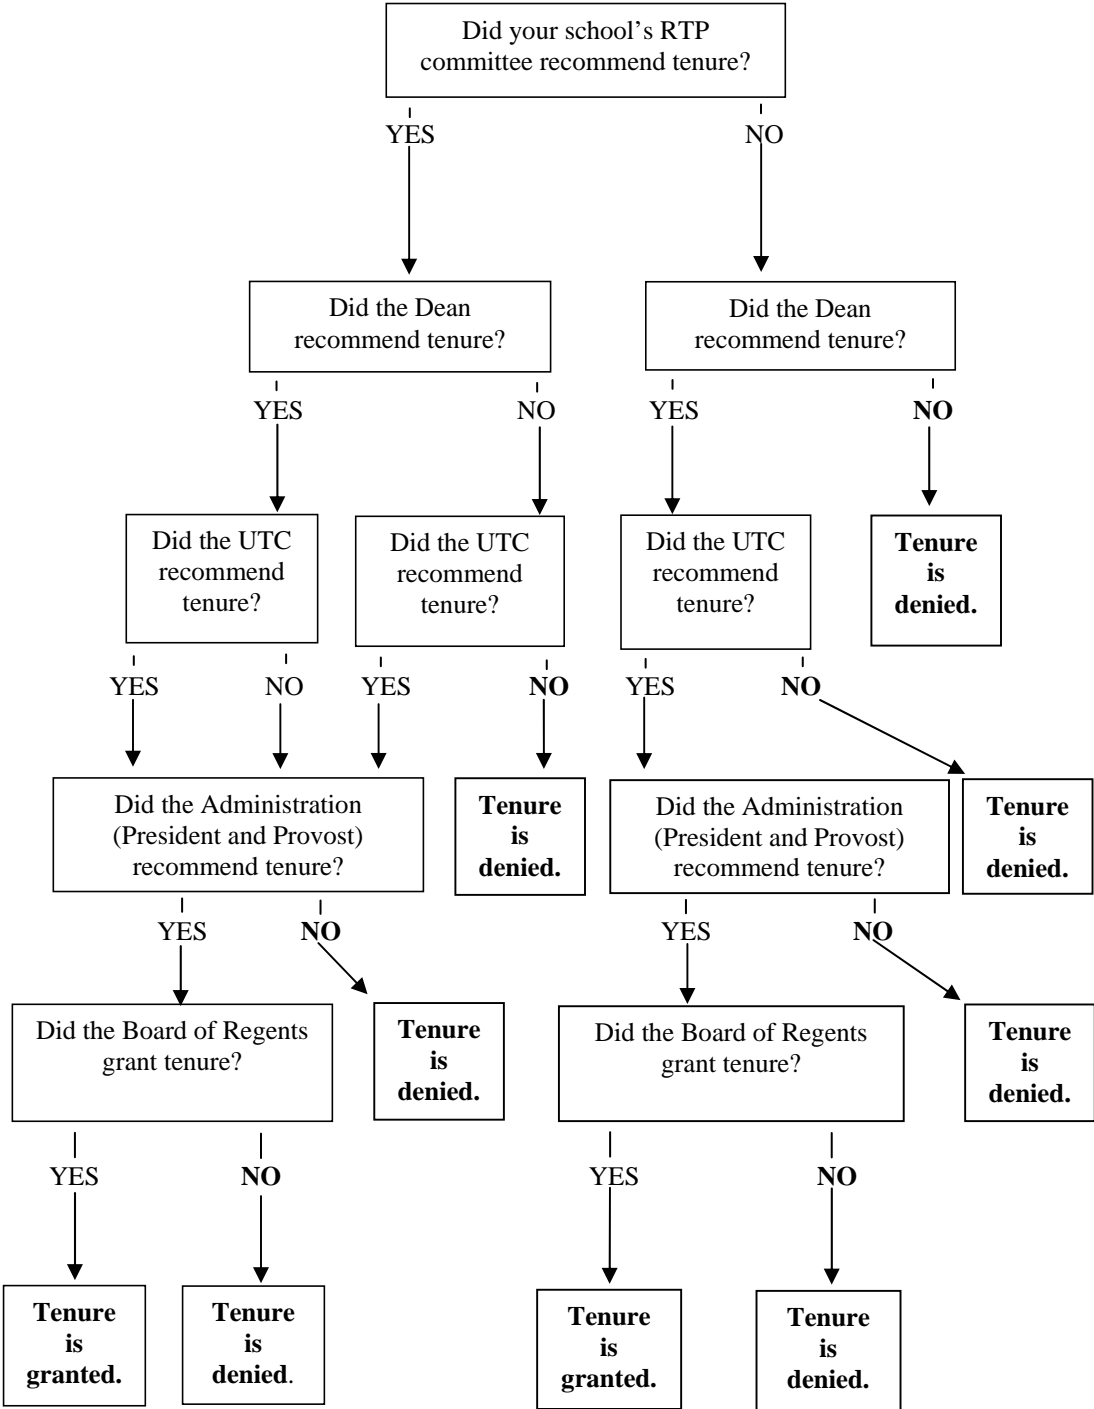 Did your school’s RTP
committee recommend tenure?
YES
NO
Did the Dean
recommend tenure?
Did the Dean
recommend tenure?
YES
NO
YES
NO
Did the UTC
recommend
tenure?
Did the UTC
recommend
tenure?
Did the UTC
recommend
tenure?
Tenure
is
denied.
YES
NO
YES
NO
YES
NO
Did the Administration
(President and Provost)
recommend tenure?
Tenure
is
denied.
Did the Administration
(President and Provost)
recommend tenure?
Tenure
is
denied.
YES
NO
YES
NO
Did the Board of Regents
grant tenure?
Tenure
is
denied.
Did the Board of Regents
grant tenure?
Tenure
is
denied.
YES
NO
YES
NO
Tenure
is
granted.
Tenure
is
denied.
Tenure
is
granted.
Tenure
is
denied.